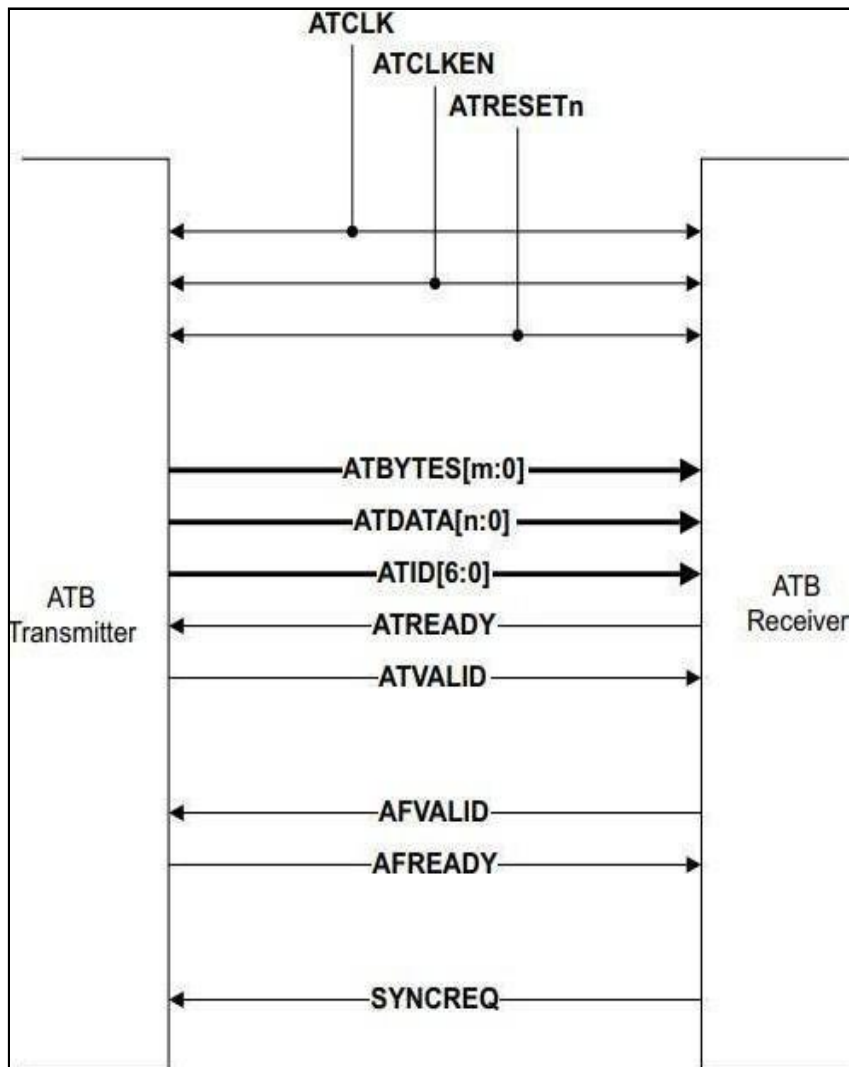 ATCLK
ATCLKEN
ATRESETn
ATBYTES[m:0]
ATDATA[n:0]
ATID[6:0]
ATB
Transmitter
ATB
Receiver
ATREADY
ATVALID
AFVALID
AFREADY
SYNCREQ